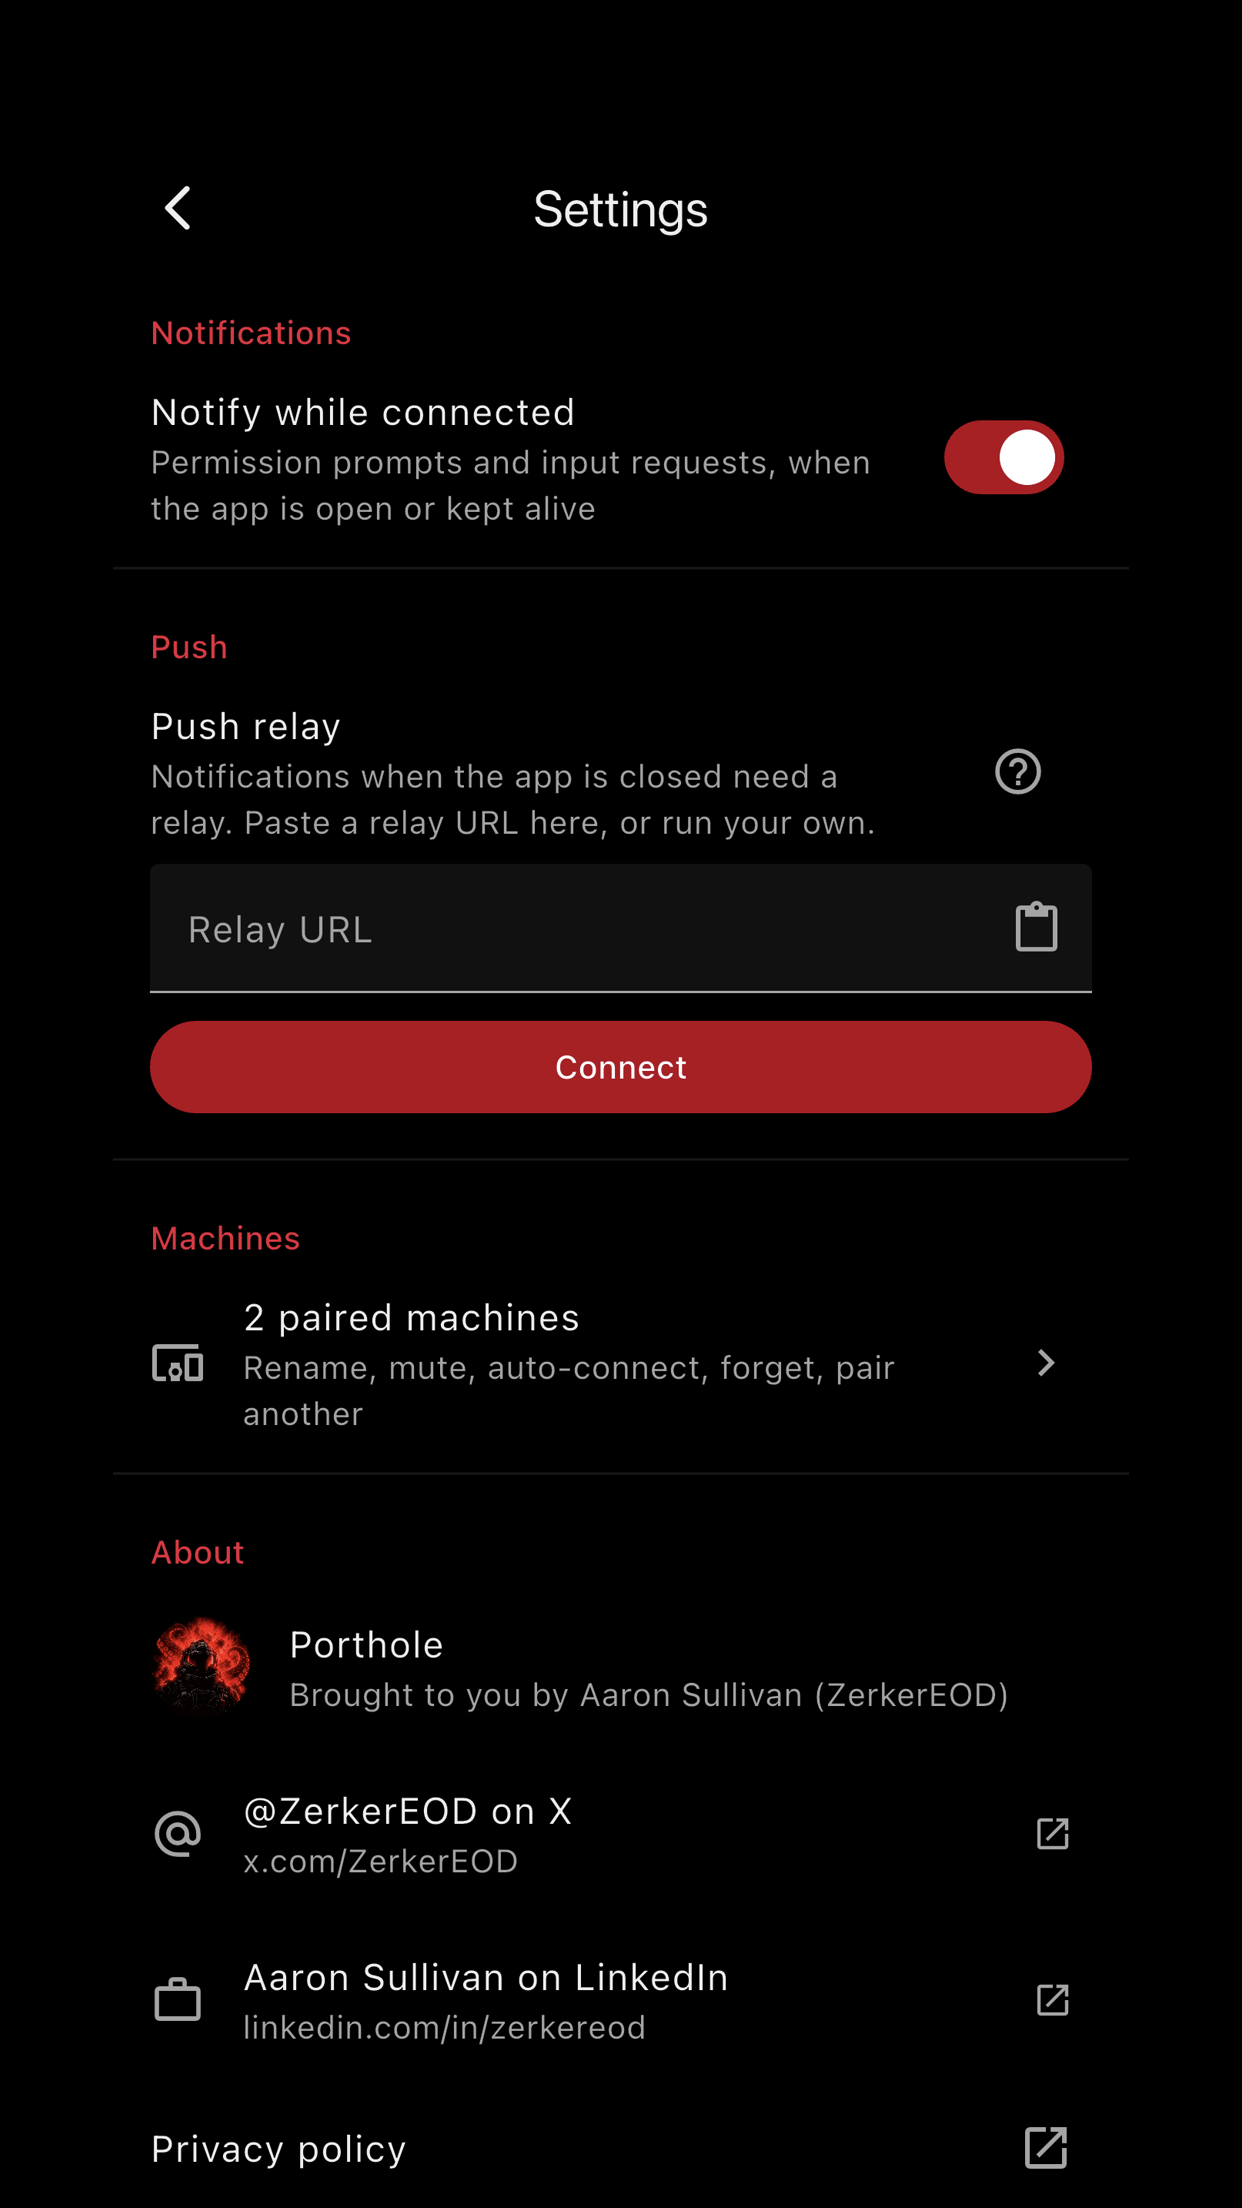 Settings
Notifications
Notify while connected
Permission prompts and input requests, when
the app is open or kept alive
Push
Push relay
Notifications when the app is closed need a
relay. Paste a relay URL here, or run your own.
Relay URL
Connect
Machines
2 paired machines
Rename, mute, auto-connect, forget, pair
another
About
Porthole
Brought to you by Aaron Sullivan (ZerkerEOD)
@ZerkerEOD on X
x.com/ZerkerEOD
Aaron Sullivan on LinkedIn
linkedin.com/in/zerkereod
Privacy policy